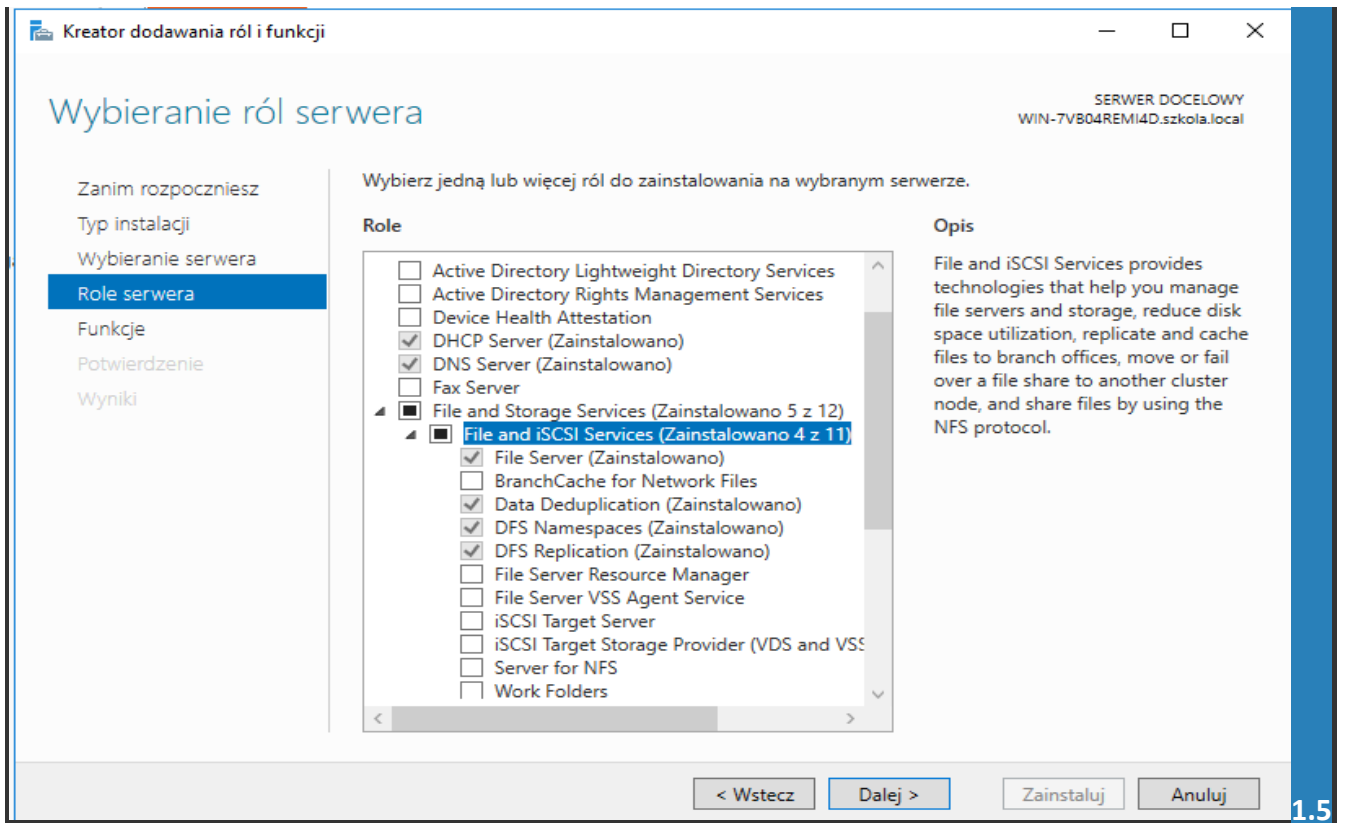 Kreator dodawania ról i funkcji
Wybieranie ról serwera
SERWER DOCELOWY
WIN-7VB04REMI4D.szkola.local
Zanim rozpoczniesz
Typ instalacji
Wybieranie serwera
Role serwera
Funkcje
Potwierdzenie
Wyniki
Wybierz jedną lub więcej ról do zainstalowania na wybranym serwerze.
Role
Active Directory Lightweight Directory Services
Active Directory Rights Management Services
Device Health Attestation
DHCP Server (Zainstalowano)
DNS Server (Zainstalowano)
Fax Server
File and Storage Services (Zainstalowano 5 z 12)
File and iSCSI Services (Zainstalowano 4 z 11)
File Server (Zainstalowano)
BranchCache for Network Files
Data Deduplication (Zainstalowano)
DFS Namespaces (Zainstalowano)
DFS Replication (Zainstalowano)
File Server Resource Manager
File Server VSS Agent Service
iSCSI Target Server
iSCSI Target Storage Provider (VDS and VSS
Server for NFS
Work Folders
Opis
File and iSCSI Services provides
technologies that help you manage
file servers and storage, reduce disk
space utilization, replicate and cache
files to branch offices, move or fail
over a file share to another cluster
node, and share files by using the
NFS protocol.
< Wstecz
Dalej >
Zainstaluj
Anuluj
1.5